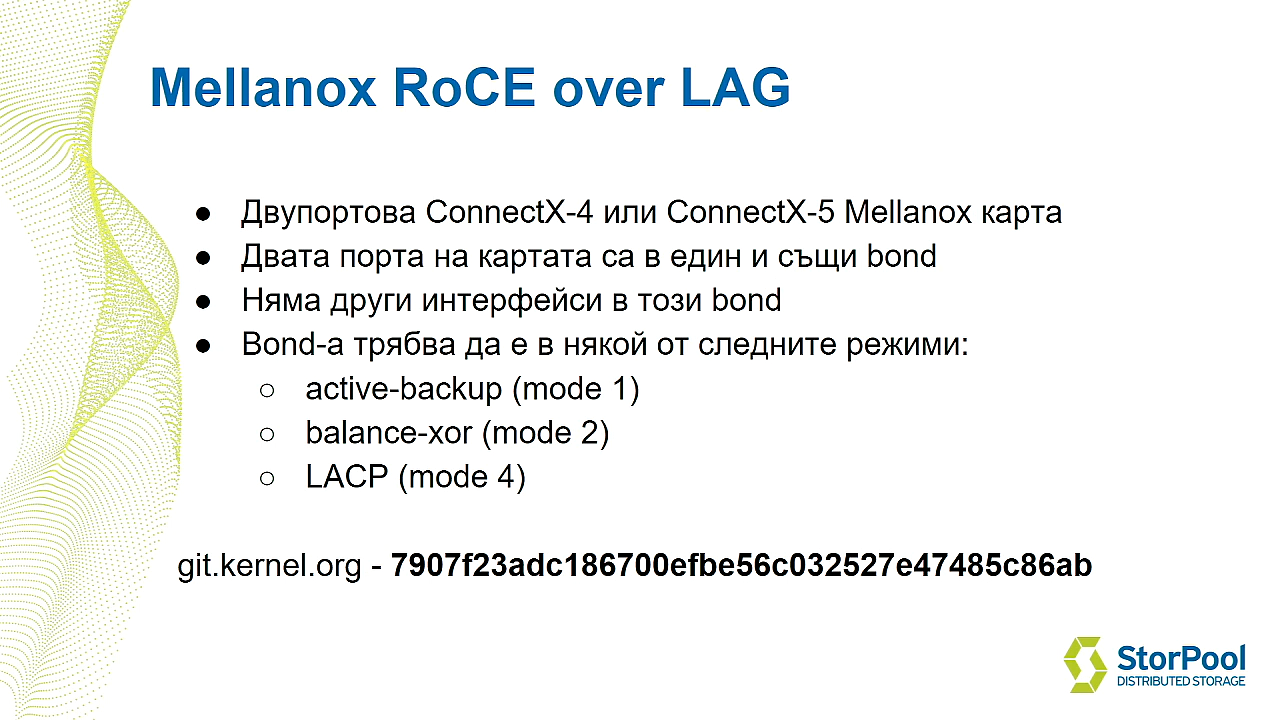 Mellanox RoCE over LAG
● Двупортова ConnectX-4 или ConnectX-5 Mellanox карта
● Двата порта на картата са в един и същи bond
● Няма други интерфейси в този bond
● Bond-а трябва да е в някой от следните режими:
○ active-backup (mode 1)
○ balance-xor (mode 2)
○ LACP (mode 4)
git.kernel.org - 7907f23adc186700efbe56c032527e47485c86ab
StorPool
DISTRIBUTED STORAGE